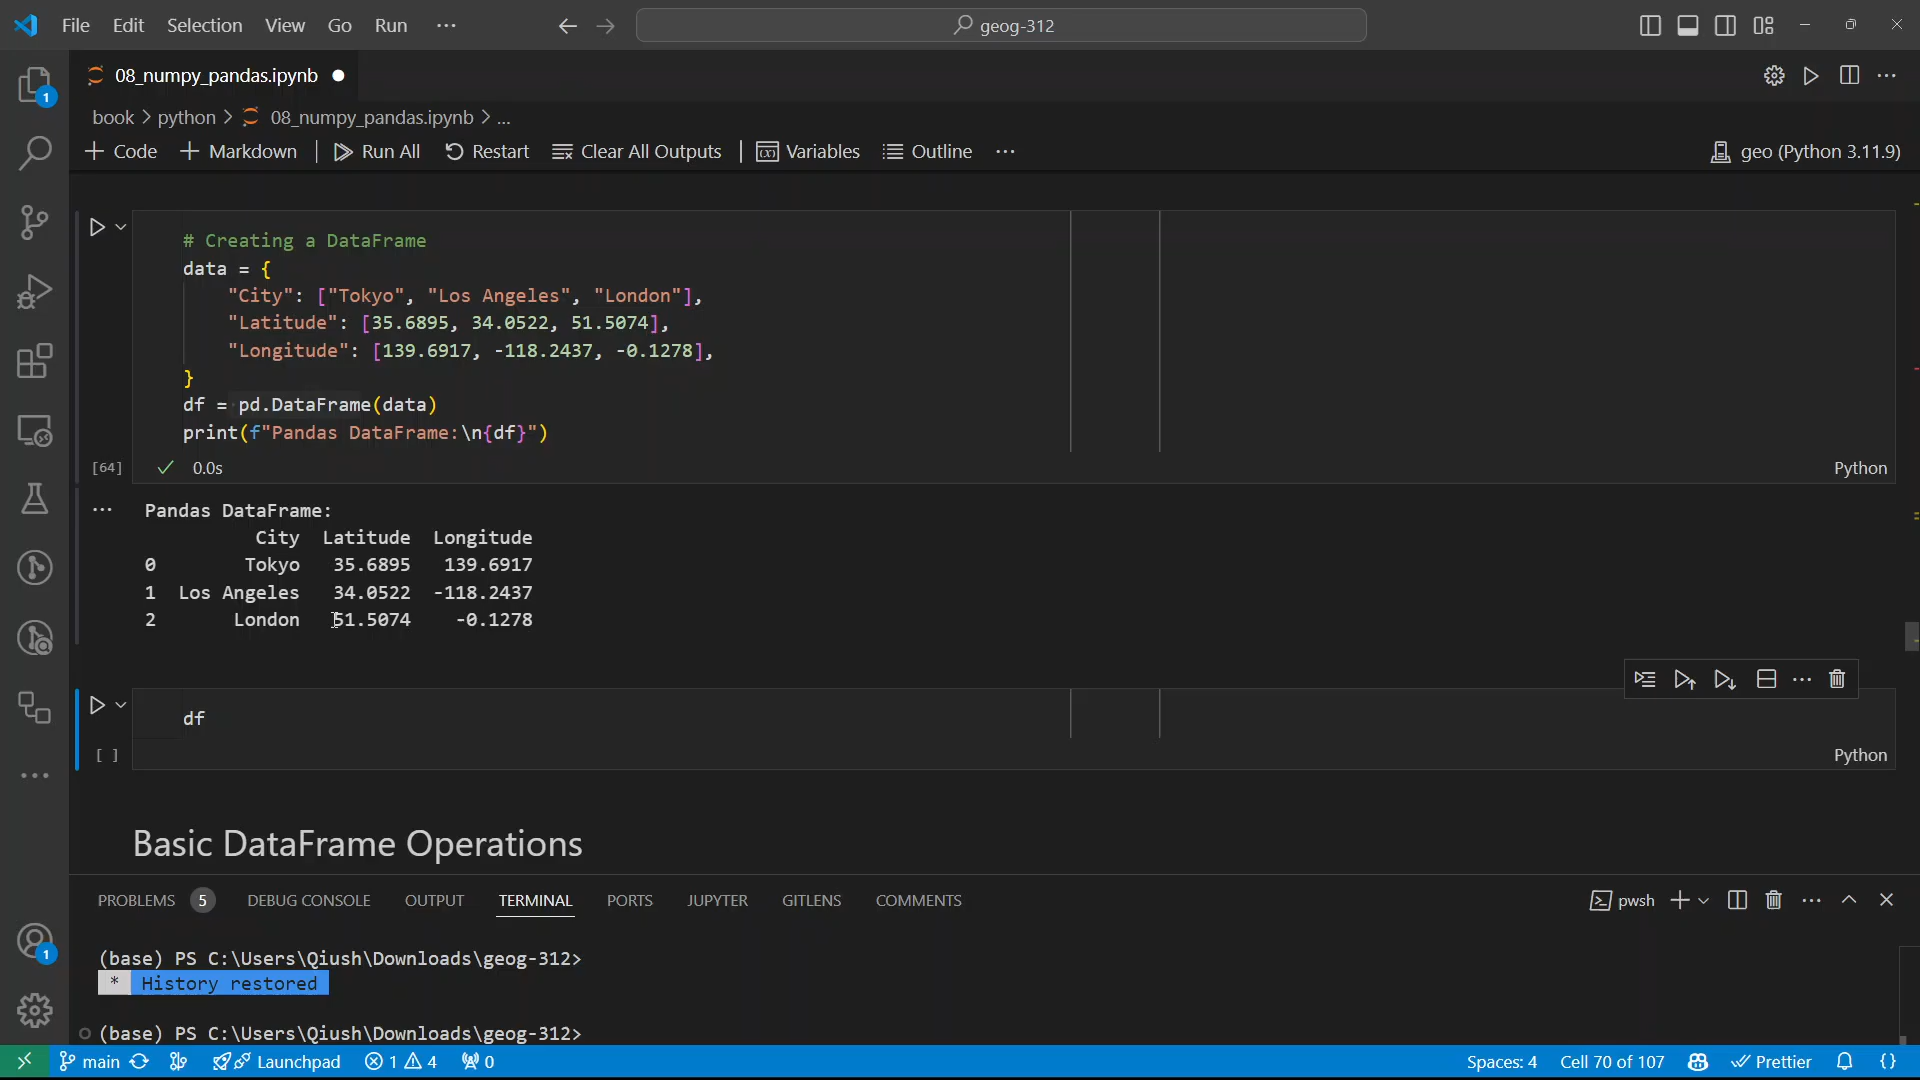 File Edit Selection View Go Run ··· geog-312
08_numpy_pandas.ipynb
book > python > 08_numpy_pandas.ipynb > ...
+ Code + Markdown Run All Restart Clear All Outputs Variables Outline ··· geo (Python 3.11.9)
# Creating a DataFrame
data = {
"City": ["Tokyo", "Los Angeles", "London"],
"Latitude": [35.6895, 34.0522, 51.5074],
"Longitude": [139.6917, -118.2437, -0.1278],
}
df = pd.DataFrame(data)
print(f"Pandas DataFrame:\n{df}")
[64] 0.0s Python
Pandas DataFrame:
City Latitude Longitude
0 Tokyo 35.6895 139.6917
1 Los Angeles 34.0522 -118.2437
2 London 51.5074 -0.1278
df
[ ] Python
Basic DataFrame Operations
PROBLEMS 5 DEBUG CONSOLE OUTPUT TERMINAL PORTS JUPYTER GITLENS COMMENTS pwsh
(base) PS C:\Users\Qiush\Downloads\geog-312>
* History restored
(base) PS C:\Users\Qiush\Downloads\geog-312>
1
1
main Launchpad 1 4 0 Spaces: 4 Cell 70 of 107 Prettier {}